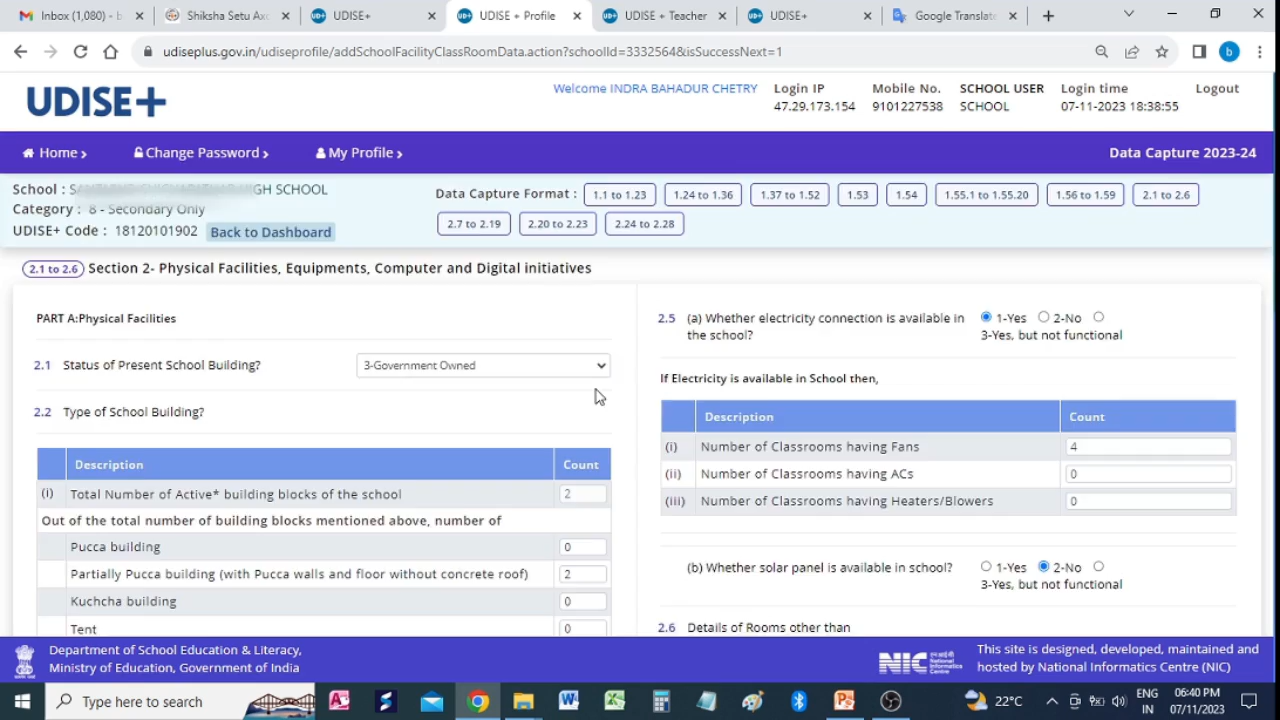 Inbox (1,080) - b
Shiksha Setu Axo
UDISE+
UDISE + Profile
UDISE + Teacher
UDISE+
Google Translate
udiseplus.gov.in/udiseprofile/addSchoolFacilityClassRoomData.action?schoolId=3332564&isSuccessNext=1
b
UDISE+
Welcome INDRA BAHADUR CHETRY
Login IP
47.29.173.154
Mobile No.
9101227538
SCHOOL USER
SCHOOL
Login time
07-11-2023 18:38:55
Logout
Home
Change Password
My Profile
Data Capture 2023-24
School : HIGH SCHOOL
Category : 8 - Secondary Only
UDISE+ Code : 18120101902 Back to Dashboard
Data Capture Format : 1.1 to 1.23 1.24 to 1.36 1.37 to 1.52 1.53 1.54 1.55.1 to 1.55.20 1.56 to 1.59 2.1 to 2.6
2.7 to 2.19 2.20 to 2.23 2.24 to 2.28
2.1 to 2.6 Section 2- Physical Facilities, Equipments, Computer and Digital initiatives
PART A:Physical Facilities
2.1 Status of Present School Building? 3-Government Owned
2.2 Type of School Building?
Description Count
(i) Total Number of Active* building blocks of the school 2
Out of the total number of building blocks mentioned above, number of
Pucca building 0
Partially Pucca building (with Pucca walls and floor without concrete roof) 2
Kuchcha building 0
Tent 0
2.5 (a) Whether electricity connection is available in the school? 1-Yes 2-No
3-Yes, but not functional
If Electricity is available in School then,
Description Count
(i) Number of Classrooms having Fans 4
(ii) Number of Classrooms having ACs 0
(iii) Number of Classrooms having Heaters/Blowers 0
(b) Whether solar panel is available in school? 1-Yes 2-No
3-Yes, but not functional
2.6 Details of Rooms other than
Department of School Education & Literacy,
Ministry of Education, Government of India
NIC National Informatics Centre
This site is designed, developed, maintained and
hosted by National Informatics Centre (NIC)
Type here to search
22°C
ENG
IN
06:40 PM
07/11/2023